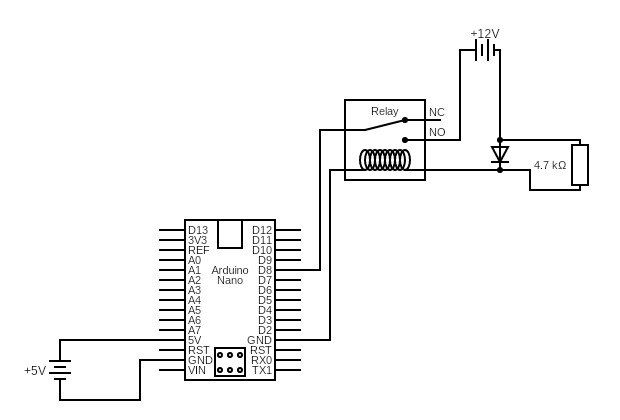 +12V
Relay
NC
NO
4.7 kΩ
D13
3V3
REF
A0
A1
A2
A3
A4
A5
A6
A7
5V
RST
GND
VIN
Arduino
Nano
D12
D11
D10
D9
D8
D7
D6
D5
D4
D3
D2
GND
RST
RX0
TX1
+5V